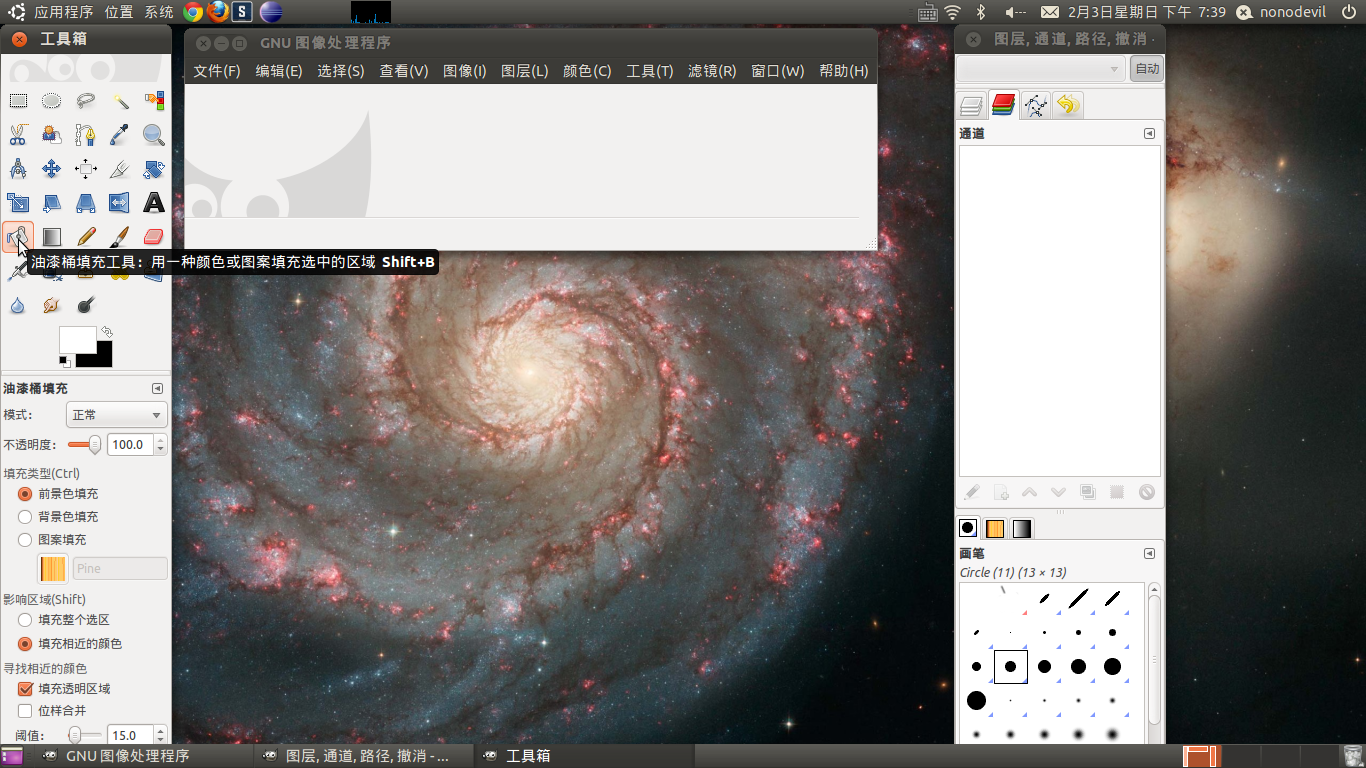 应用程序 位置 系统 S 2月3日星期日 下午 7:39 nonodevil
工具箱
GNU 图像处理程序
文件(F) 编辑(E) 选择(S) 查看(V) 图像(I) 图层(L) 颜色(C) 工具(T) 滤镜(R) 窗口(W) 帮助(H)
油漆桶填充工具：用一种颜色或图案填充选中的区域 Shift+B
油漆桶填充
模式：
正常
不透明度：
100.0
填充类型(Ctrl)
前景色填充
背景色填充
图案填充
Pine
影响区域(Shift)
填充整个选区
填充相近的颜色
寻找相近的颜色
填充透明区域
位样合并
阈值：
15.0
图层, 通道, 路径, 撤消 -
自动
通道
画笔
Circle (11) (13 × 13)
GNU 图像处理程序
图层, 通道, 路径, 撤消 - ...
工具箱